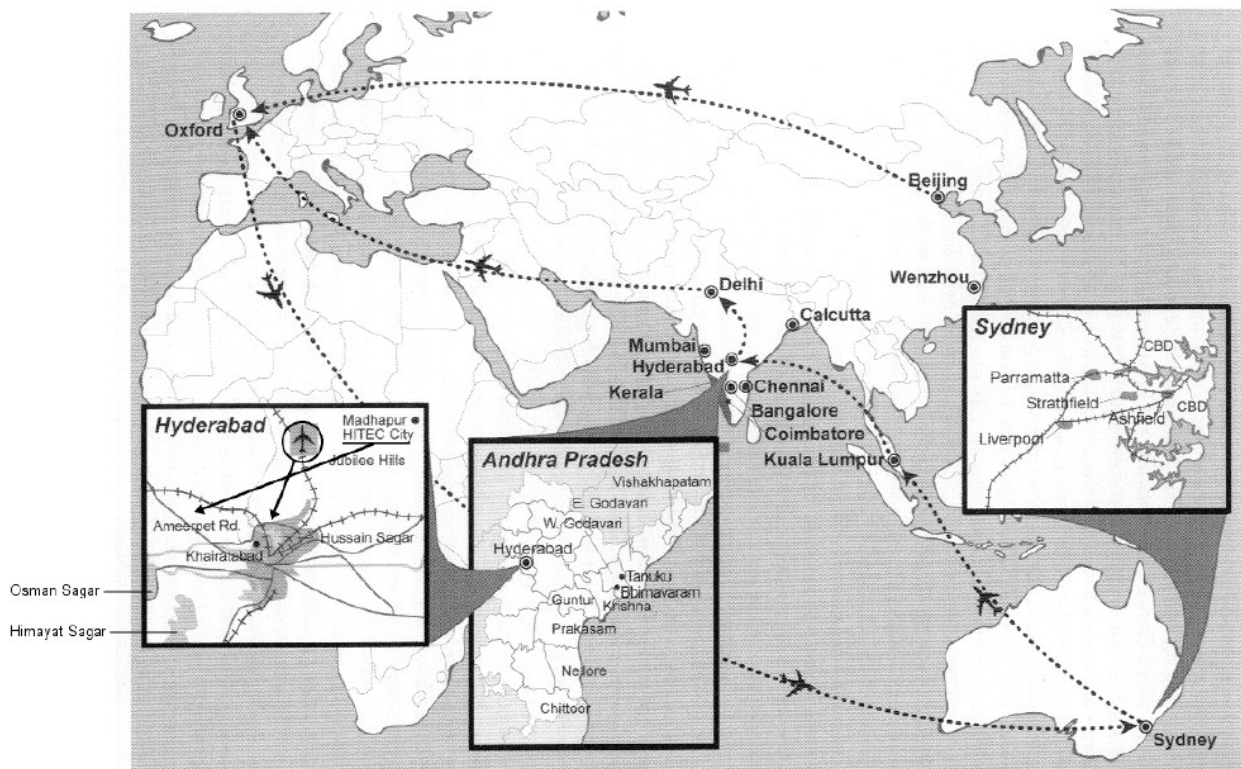 Oxford
Beijing
Wenzhou
Delhi
Calcutta
Mumbai
Hyderabad
Kerala
Chennai
Bangalore
Coimbatore
Kuala Lumpur
Sydney
Sydney
CBD
Parramatta
Strathfield
Ashfield
CBD
Liverpool
Hyderabad
Madhapur
HITEC City
Jubilee Hills
Ameerpet Rd.
Khairatabad
Hussain Sagar
Osman Sagar
Himayat Sagar
Andhra Pradesh
Vishakhapatam
E. Godavari
W. Godavari
Hyderabad
Tanuku
Bhimavaram
Guntur
Krishna
Prakasam
Nellore
Chittoor